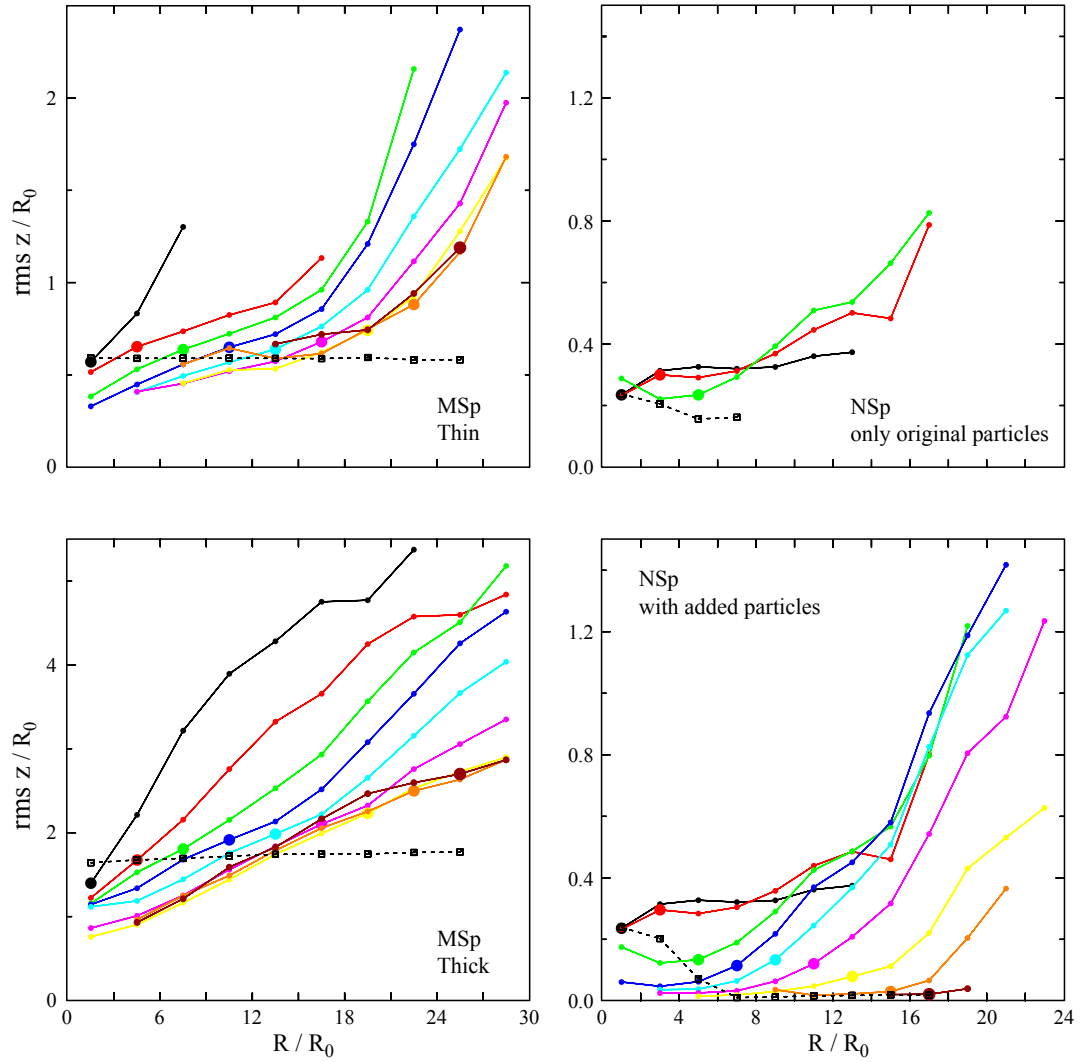 2
1
0
rms z / R0
MSp
Thin
1.2
0.8
0.4
0.0
NSp
only original particles
4
2
0
rms z / R0
MSp
Thick
0 6 12 18 24 30
R / R0
NSp
with added particles
1.2
0.8
0.4
0.0
0 4 8 12 16 20 24
R / R0